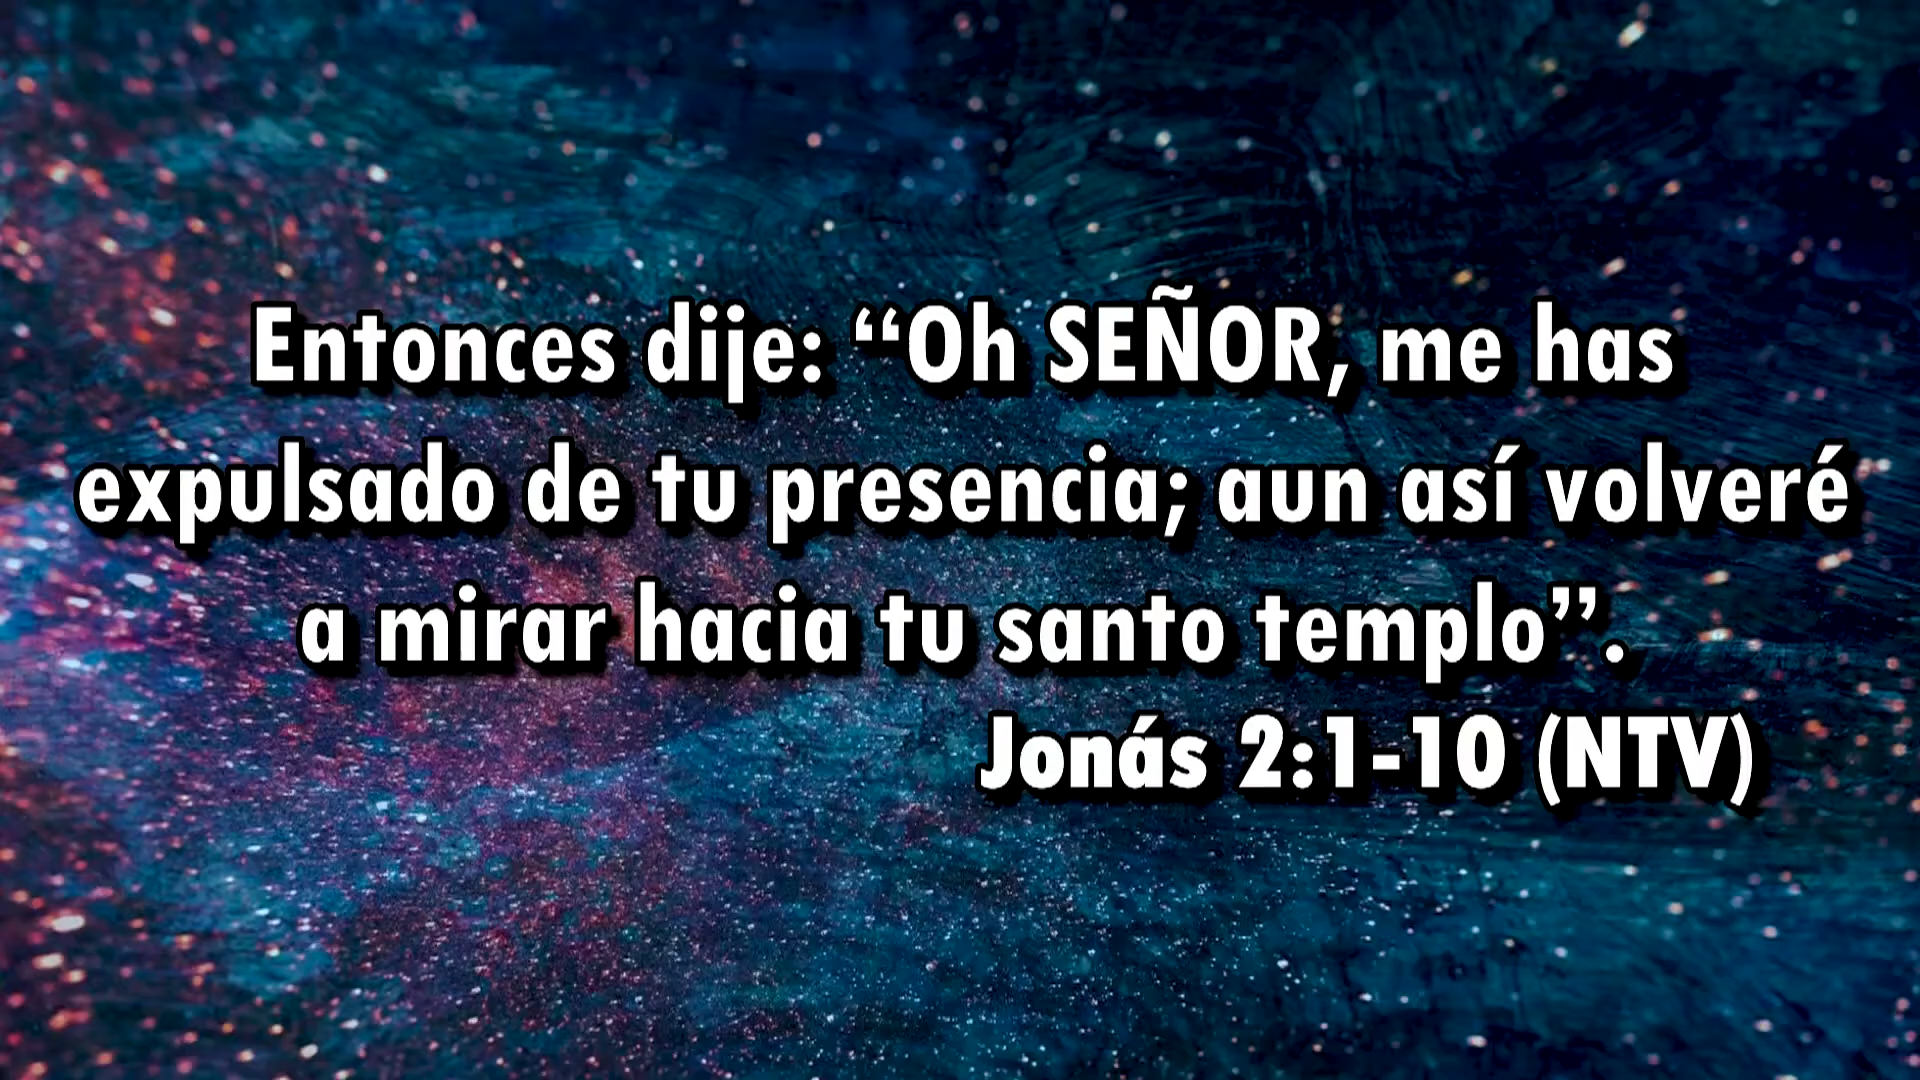 Entonces dije: “Oh SEÑOR, me has
expulsado de tu presencia; aun así volveré
a mirar hacia tu santo templo”.
Jonás 2:1-10 (NTV)